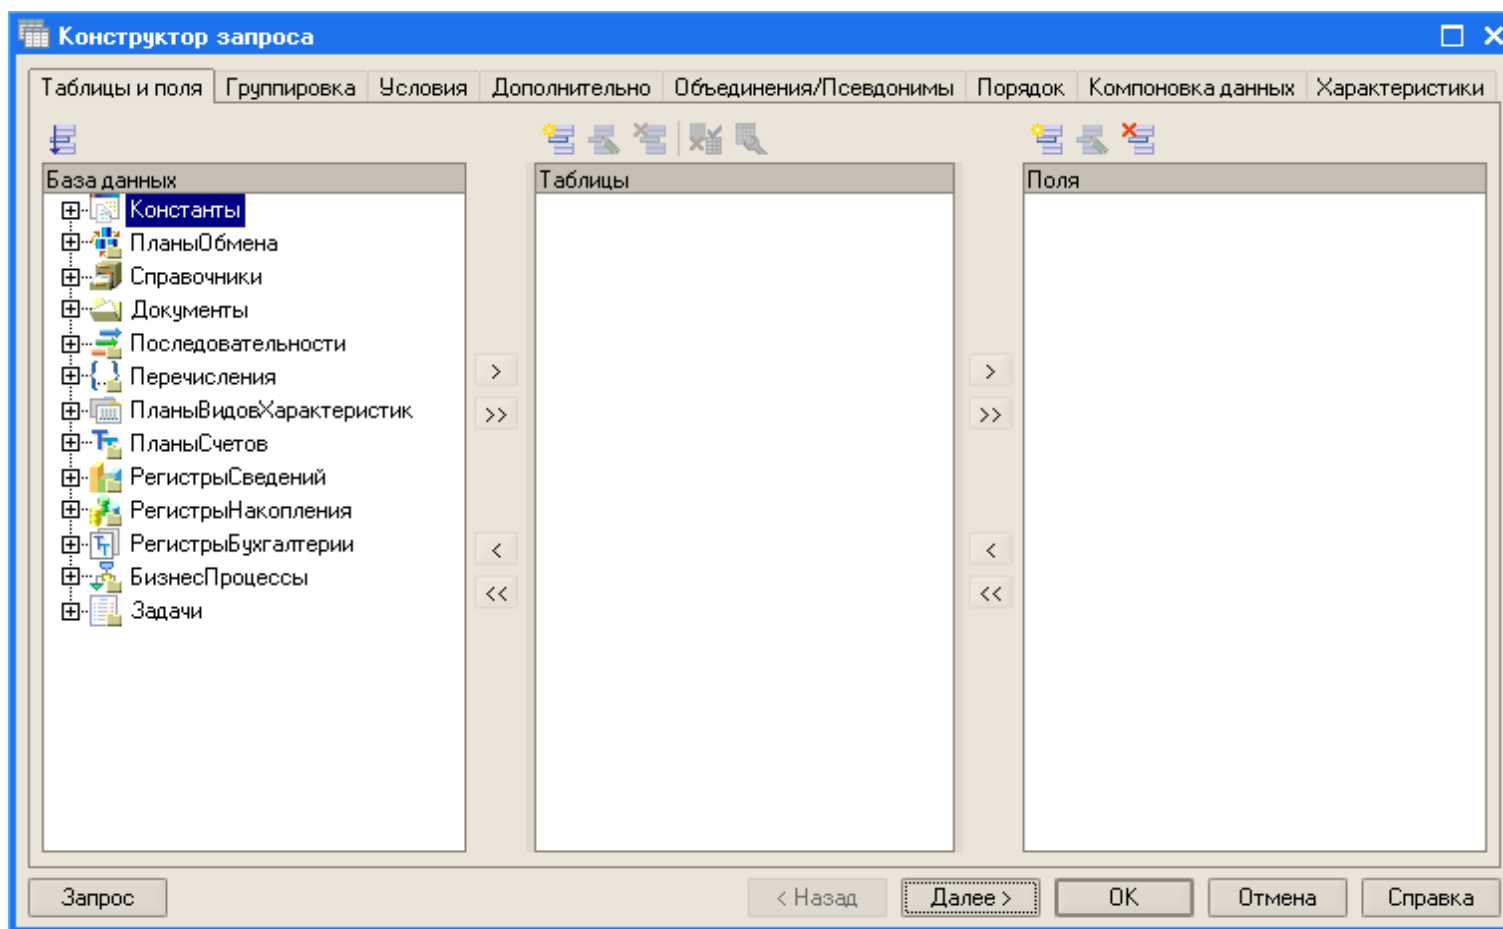 Конструктор запроса
Таблицы и поля Группировка Условия Дополнительно Объединения/Псевдонимы Порядок Компоновка данных Характеристики
База данных Таблицы Поля
Константы
ПланыОбмена
Справочники
Документы
Последовательности
Перечисления
ПланыВидовХарактеристик
ПланыСчетов
РегистрыСведений
РегистрыНакопления
РегистрыБухгалтерии
БизнесПроцессы
Задачи
> >
>> >>
< <
<< <<
Запрос < Назад Далее > OK Отмена Справка